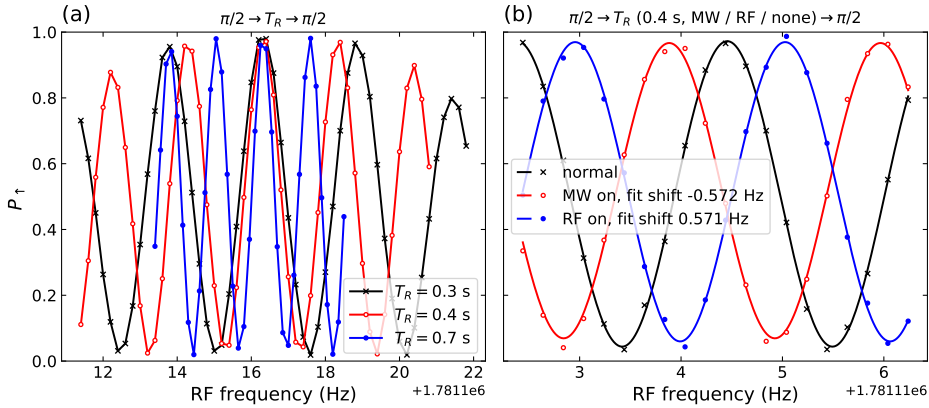 (a)
π/2 → T_R → π/2
1.0
0.8
0.6
0.4
0.2
0.0
P↑
T_R = 0.3 s
T_R = 0.4 s
T_R = 0.7 s
12 14 16 18 20 22
RF frequency (Hz)
+1.78111e6
(b)
π/2 → T_R (0.4 s, MW / RF / none) → π/2
normal
MW on, fit shift -0.572 Hz
RF on, fit shift 0.571 Hz
3 4 5 6
RF frequency (Hz)
+1.78111e6